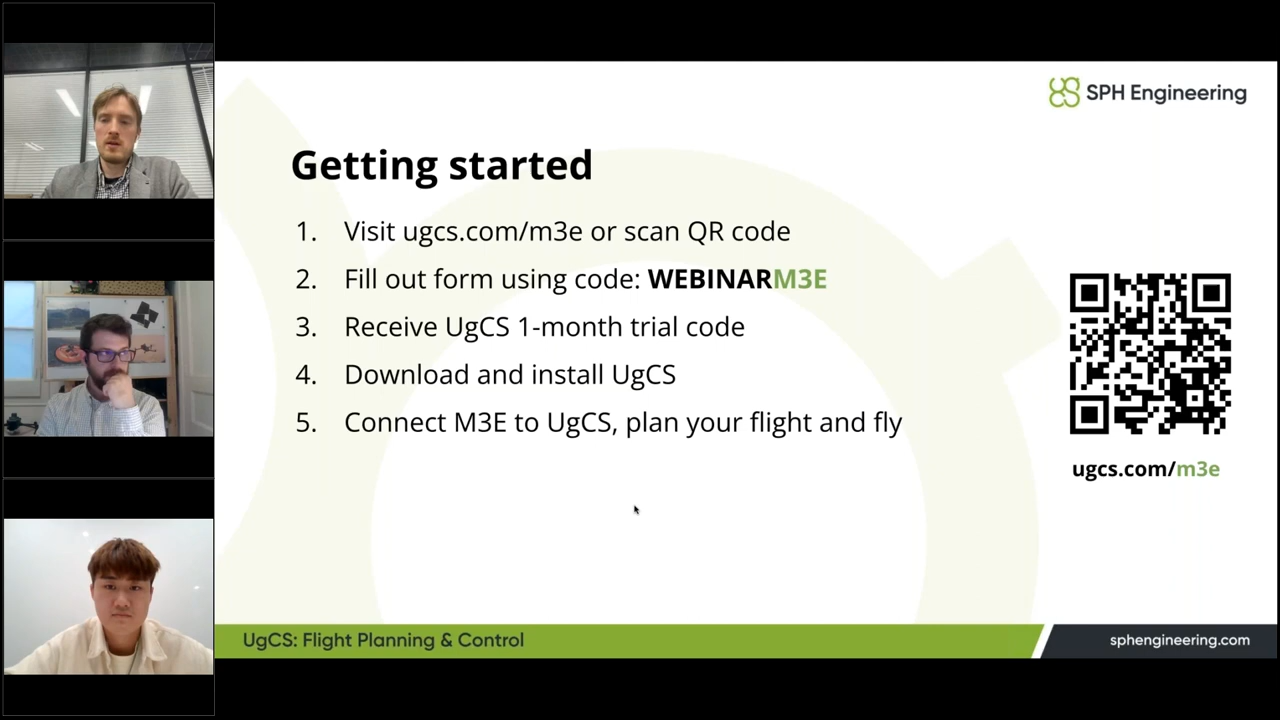 SPH Engineering
Getting started
1. Visit ugcs.com/m3e or scan QR code
2. Fill out form using code: WEBINARM3E
3. Receive UgCS 1-month trial code
4. Download and install UgCS
5. Connect M3E to UgCS, plan your flight and fly
ugcs.com/m3e
UgCS: Flight Planning & Control
sphengineering.com